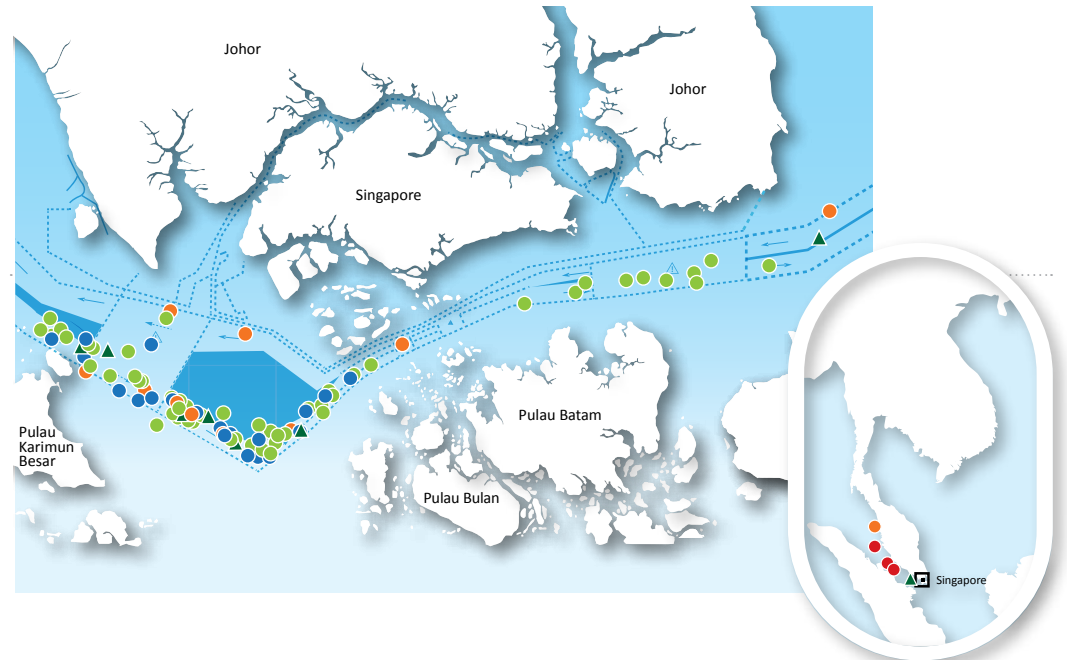 Johor
Johor
Singapore
Pulau Batam
Pulau
Karimun
Besar
Pulau Bulan
Singapore